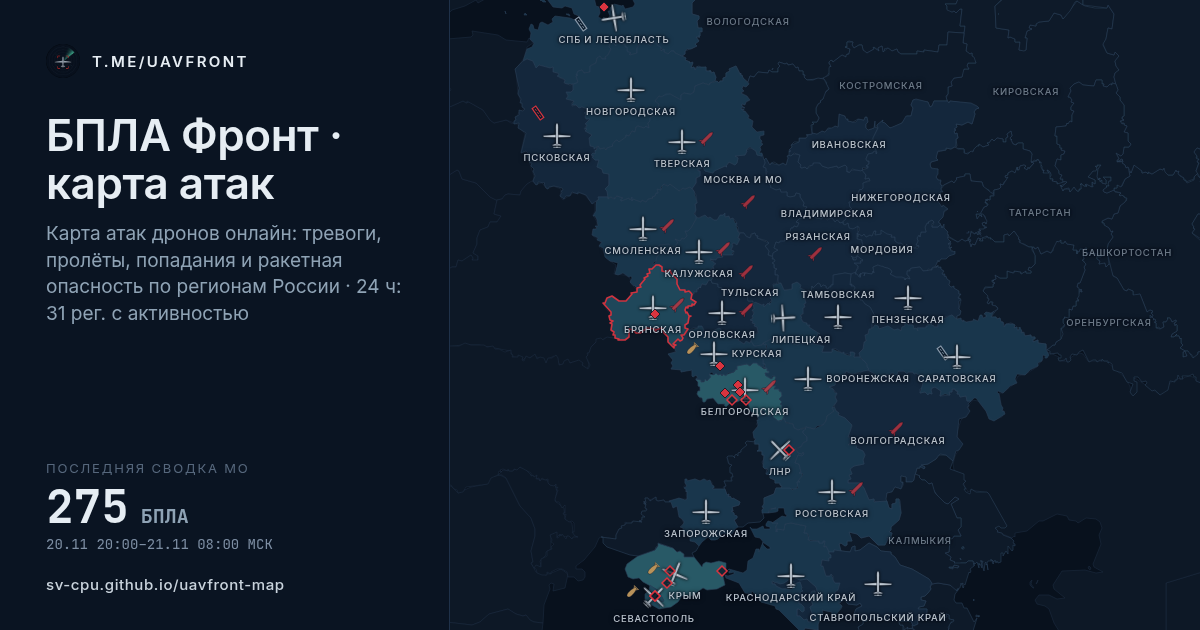 T.ME/UAVFRONT
БПЛА Фронт ·
карта атак
Карта атак дронов онлайн: тревоги,
пролёты, попадания и ракетная
опасность по регионам России · 24 ч:
31 рег. с активностью
ПОСЛЕДНЯЯ СВОДКА МО
275 БПЛА
20.11 20:00–21.11 08:00 МСК
sv-cpu.github.io/uavfront-map
ВОЛОГОДСКАЯ
СПБ И ЛЕНОБЛАСТЬ
КОСТРОМСКАЯ
КИРОВСКАЯ
НОВГОРОДСКАЯ
ИВАНОВСКАЯ
ПСКОВСКАЯ
ТВЕРСКАЯ
МОСКВА И МО
НИЖЕГОРОДСКАЯ
ВЛАДИМИРСКАЯ
ТАТАРСТАН
РЯЗАНСКАЯ
СМОЛЕНСКАЯ
МОРДОВИЯ
БАШКОРТОСТАН
КАЛУЖСКАЯ
ТУЛЬСКАЯ
ТАМБОВСКАЯ
ПЕНЗЕНСКАЯ
ОРЕНБУРГСКАЯ
БРЯНСКАЯ
ОРЛОВСКАЯ
ЛИПЕЦКАЯ
КУРСКАЯ
ВОРОНЕЖСКАЯ
САРАТОВСКАЯ
БЕЛГОРОДСКАЯ
ВОЛГОГРАДСКАЯ
ЛНР
РОСТОВСКАЯ
ЗАПОРОЖСКАЯ
КАЛМЫКИЯ
КРЫМ
КРАСНОДАРСКИЙ КРАЙ
СЕВАСТОПОЛЬ
СТАВРОПОЛЬСКИЙ КРАЙ